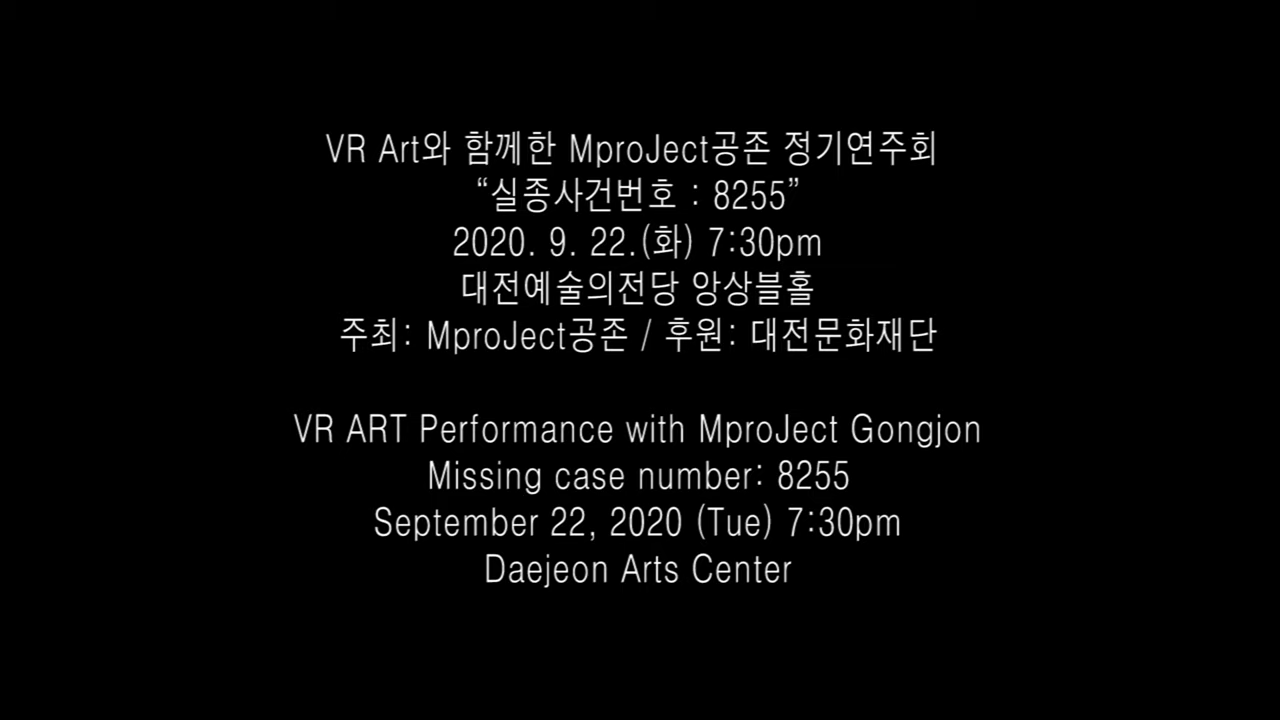 VR Art와 함께한 MproJect공존 정기연주회
“실종사건번호 : 8255”
2020. 9. 22.(화) 7:30pm
대전예술의전당 앙상블홀
주최: MproJect공존 / 후원: 대전문화재단
VR ART Performance with MproJect Gongjon
Missing case number: 8255
September 22, 2020 (Tue) 7:30pm
Daejeon Arts Center